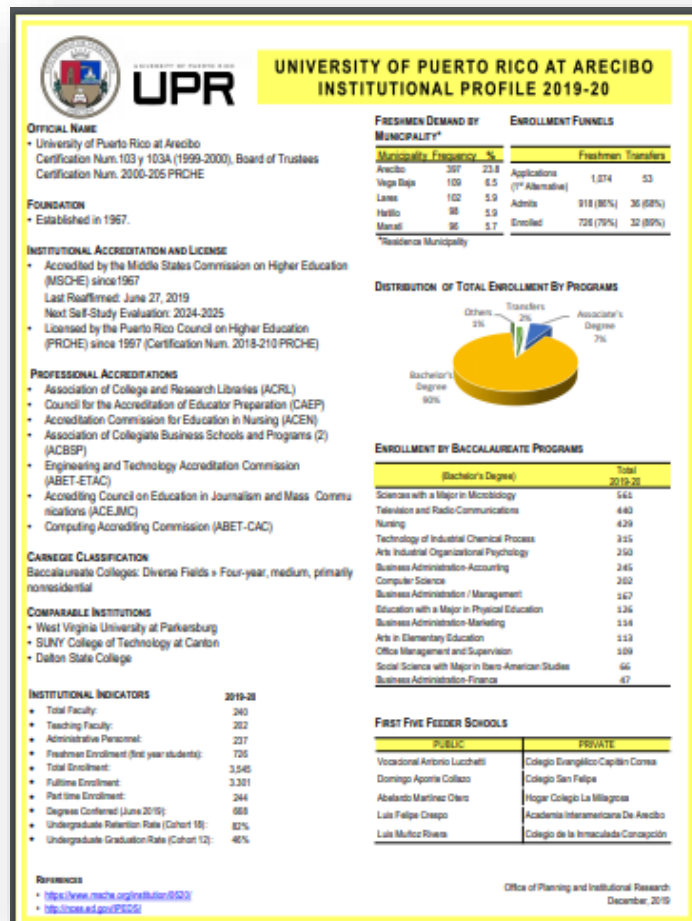 UNIVERSITY OF PUERTO RICO
UPR
UNIVERSITY OF PUERTO RICO AT ARECIBO
INSTITUTIONAL PROFILE 2019-20
OFFICIAL NAME
• University of Puerto Rico at Arecibo
Certification Num.103 y 103A (1999-2000), Board of Trustees
Certification Num. 2000-205 PRCHE
FOUNDATION
• Established in 1967.
INSTITUTIONAL ACCREDITATION AND LICENSE
• Accredited by the Middle States Commission on Higher Education
(MSCHE) since1967
Last Reaffirmed: June 27, 2019
Next Self-Study Evaluation: 2024-2025
• Licensed by the Puerto Rico Council on Higher Education
(PRCHE) since 1997 (Certification Num. 2018-210 PRCHE)
PROFESSIONAL ACCREDITATIONS
• Association of College and Research Libraries (ACRL)
• Council for the Accreditation of Educator Preparation (CAEP)
• Accreditation Commission for Education in Nursing (ACEN)
• Association of Collegiate Business Schools and Programs (2)
(ACBSP)
• Engineering and Technology Accreditation Commission
(ABET-ETAC)
• Accrediting Council on Education in Journalism and Mass Commu
nications (ACEJMC)
• Computing Accrediting Commission (ABET-CAC)
CARNEGIE CLASSIFICATION
Baccalaureate Colleges: Diverse Fields » Four-year, medium, primarily
nonresidential
COMPARABLE INSTITUTIONS
• West Virginia University at Parkersburg
• SUNY College of Technology at Canton
• Dalton State College
INSTITUTIONAL INDICATORS 2019-20
• Total Faculty: 240
• Teaching Faculty: 202
• Administrative Personnel: 237
• Freshmen Enrollment (first year students): 726
• Total Enrollment: 3,545
• Fulltime Enrollment: 3,301
• Part time Enrollment: 244
• Degrees Conferred (June 2019): 668
• Undergraduate Retention Rate (Cohort 18): 82%
• Undergraduate Graduation Rate (Cohort 12): 46%
REFERENCES
• https://www.msche.org/institution/0520/
• http://nces.ed.gov/IPEDS/
FRESHMEN DEMAND BY
MUNICIPALITY*
Municipality Frequency %
Arecibo 397 23.8
Vega Baja 109 6.5
Lares 102 5.9
Hatillo 98 5.9
Manatí 96 5.7
*Residence Municipality
ENROLLMENT FUNNELS
Freshmen Transfers
Applications
(1st Alternative) 1,074 53
Admits 918 (86%) 36 (68%)
Enrolled 726 (79%) 32 (89%)
DISTRIBUTION OF TOTAL ENROLLMENT BY PROGRAMS
Others
1%
Transfers
2%
Associate's
Degree
7%
Bachelor's
Degree
90%
ENROLLMENT BY BACCALAUREATE PROGRAMS
(Bachelor's Degree) Total
2019-20
Sciences with a Major in Microbiology 561
Television and Radio Communications 440
Nursing 429
Technology of Industrial Chemical Process 315
Arts Industrial Organizational Psychology 250
Business Administration-Accounting 245
Computer Science 202
Business Administration / Management 167
Education with a Major in Physical Education 126
Business Administration-Marketing 114
Arts in Elementary Education 113
Office Management and Supervision 109
Social Science with Major in Ibero-American Studies 66
Business Administration-Finance 47
FIRST FIVE FEEDER SCHOOLS
PUBLIC PRIVATE
Vocacional Antonio Lucchetti Colegio Evangélico Capitán Correa
Domingo Aponte Collazo Colegio San Felipe
Abelardo Martínez Otero Hogar Colegio La Milagrosa
Luis Felipe Crespo Academia Interamericana De Arecibo
Luis Muñoz Rivera Colegio de la Inmaculada Concepción
Office of Planning and Institutional Research
December, 2019